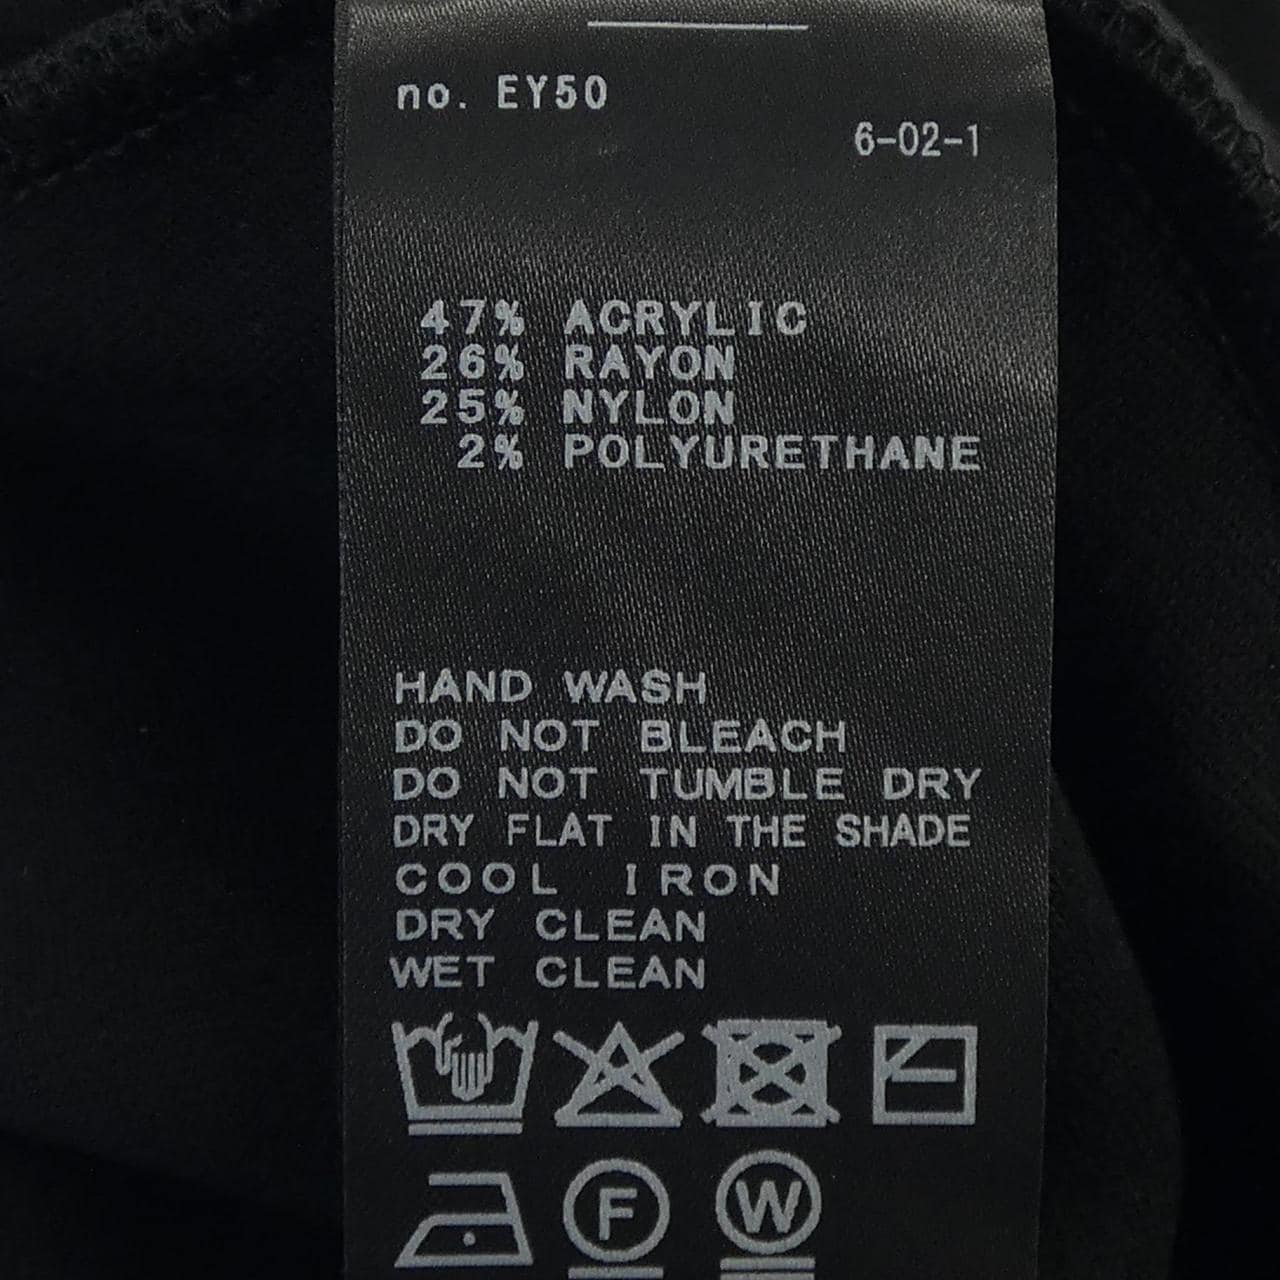 no. EY50
6-02-1
47% ACRYLIC
26% RAYON
25% NYLON
2% POLYURETHANE
HAND WASH
DO NOT BLEACH
DO NOT TUMBLE DRY
DRY FLAT IN THE SHADE
COOL IRON
DRY CLEAN
WET CLEAN
F W